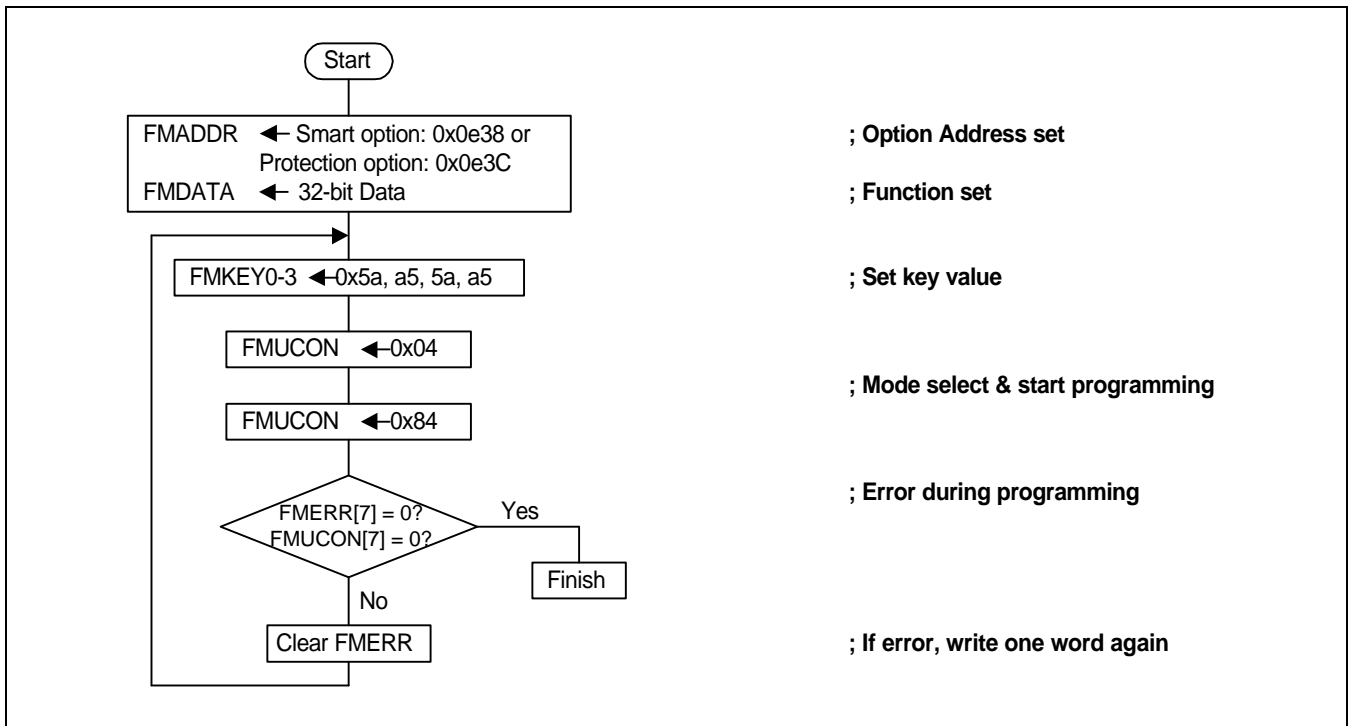 Start
FMADDR ← Smart option: 0x0e38 or ; Option Address set
Protection option: 0x0e3C
FMDATA ← 32-bit Data ; Function set
FMKEY0-3 ←0x5a, a5, 5a, a5 ; Set key value
FMUCON ←0x04
; Mode select & start programming
FMUCON ←0x84
; Error during programming
FMERR[7] = 0?
FMUCON[7] = 0?
Yes
Finish
No
Clear FMERR ; If error, write one word again